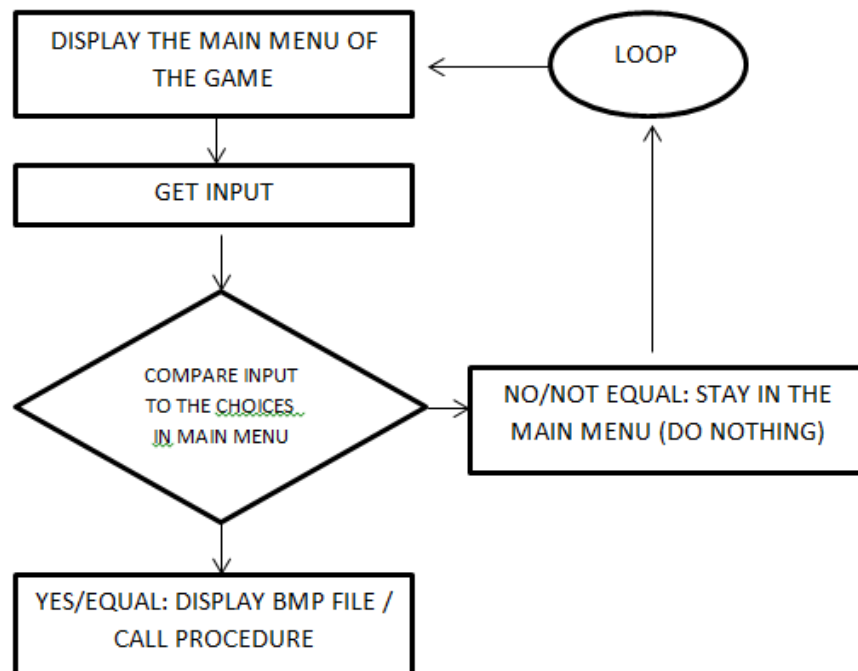 DISPLAY THE MAIN MENU OF
THE GAME
LOOP
GET INPUT
COMPARE INPUT
TO THE CHOICES
IN MAIN MENU
NO/NOT EQUAL: STAY IN THE
MAIN MENU (DO NOTHING)
YES/EQUAL: DISPLAY BMP FILE /
CALL PROCEDURE